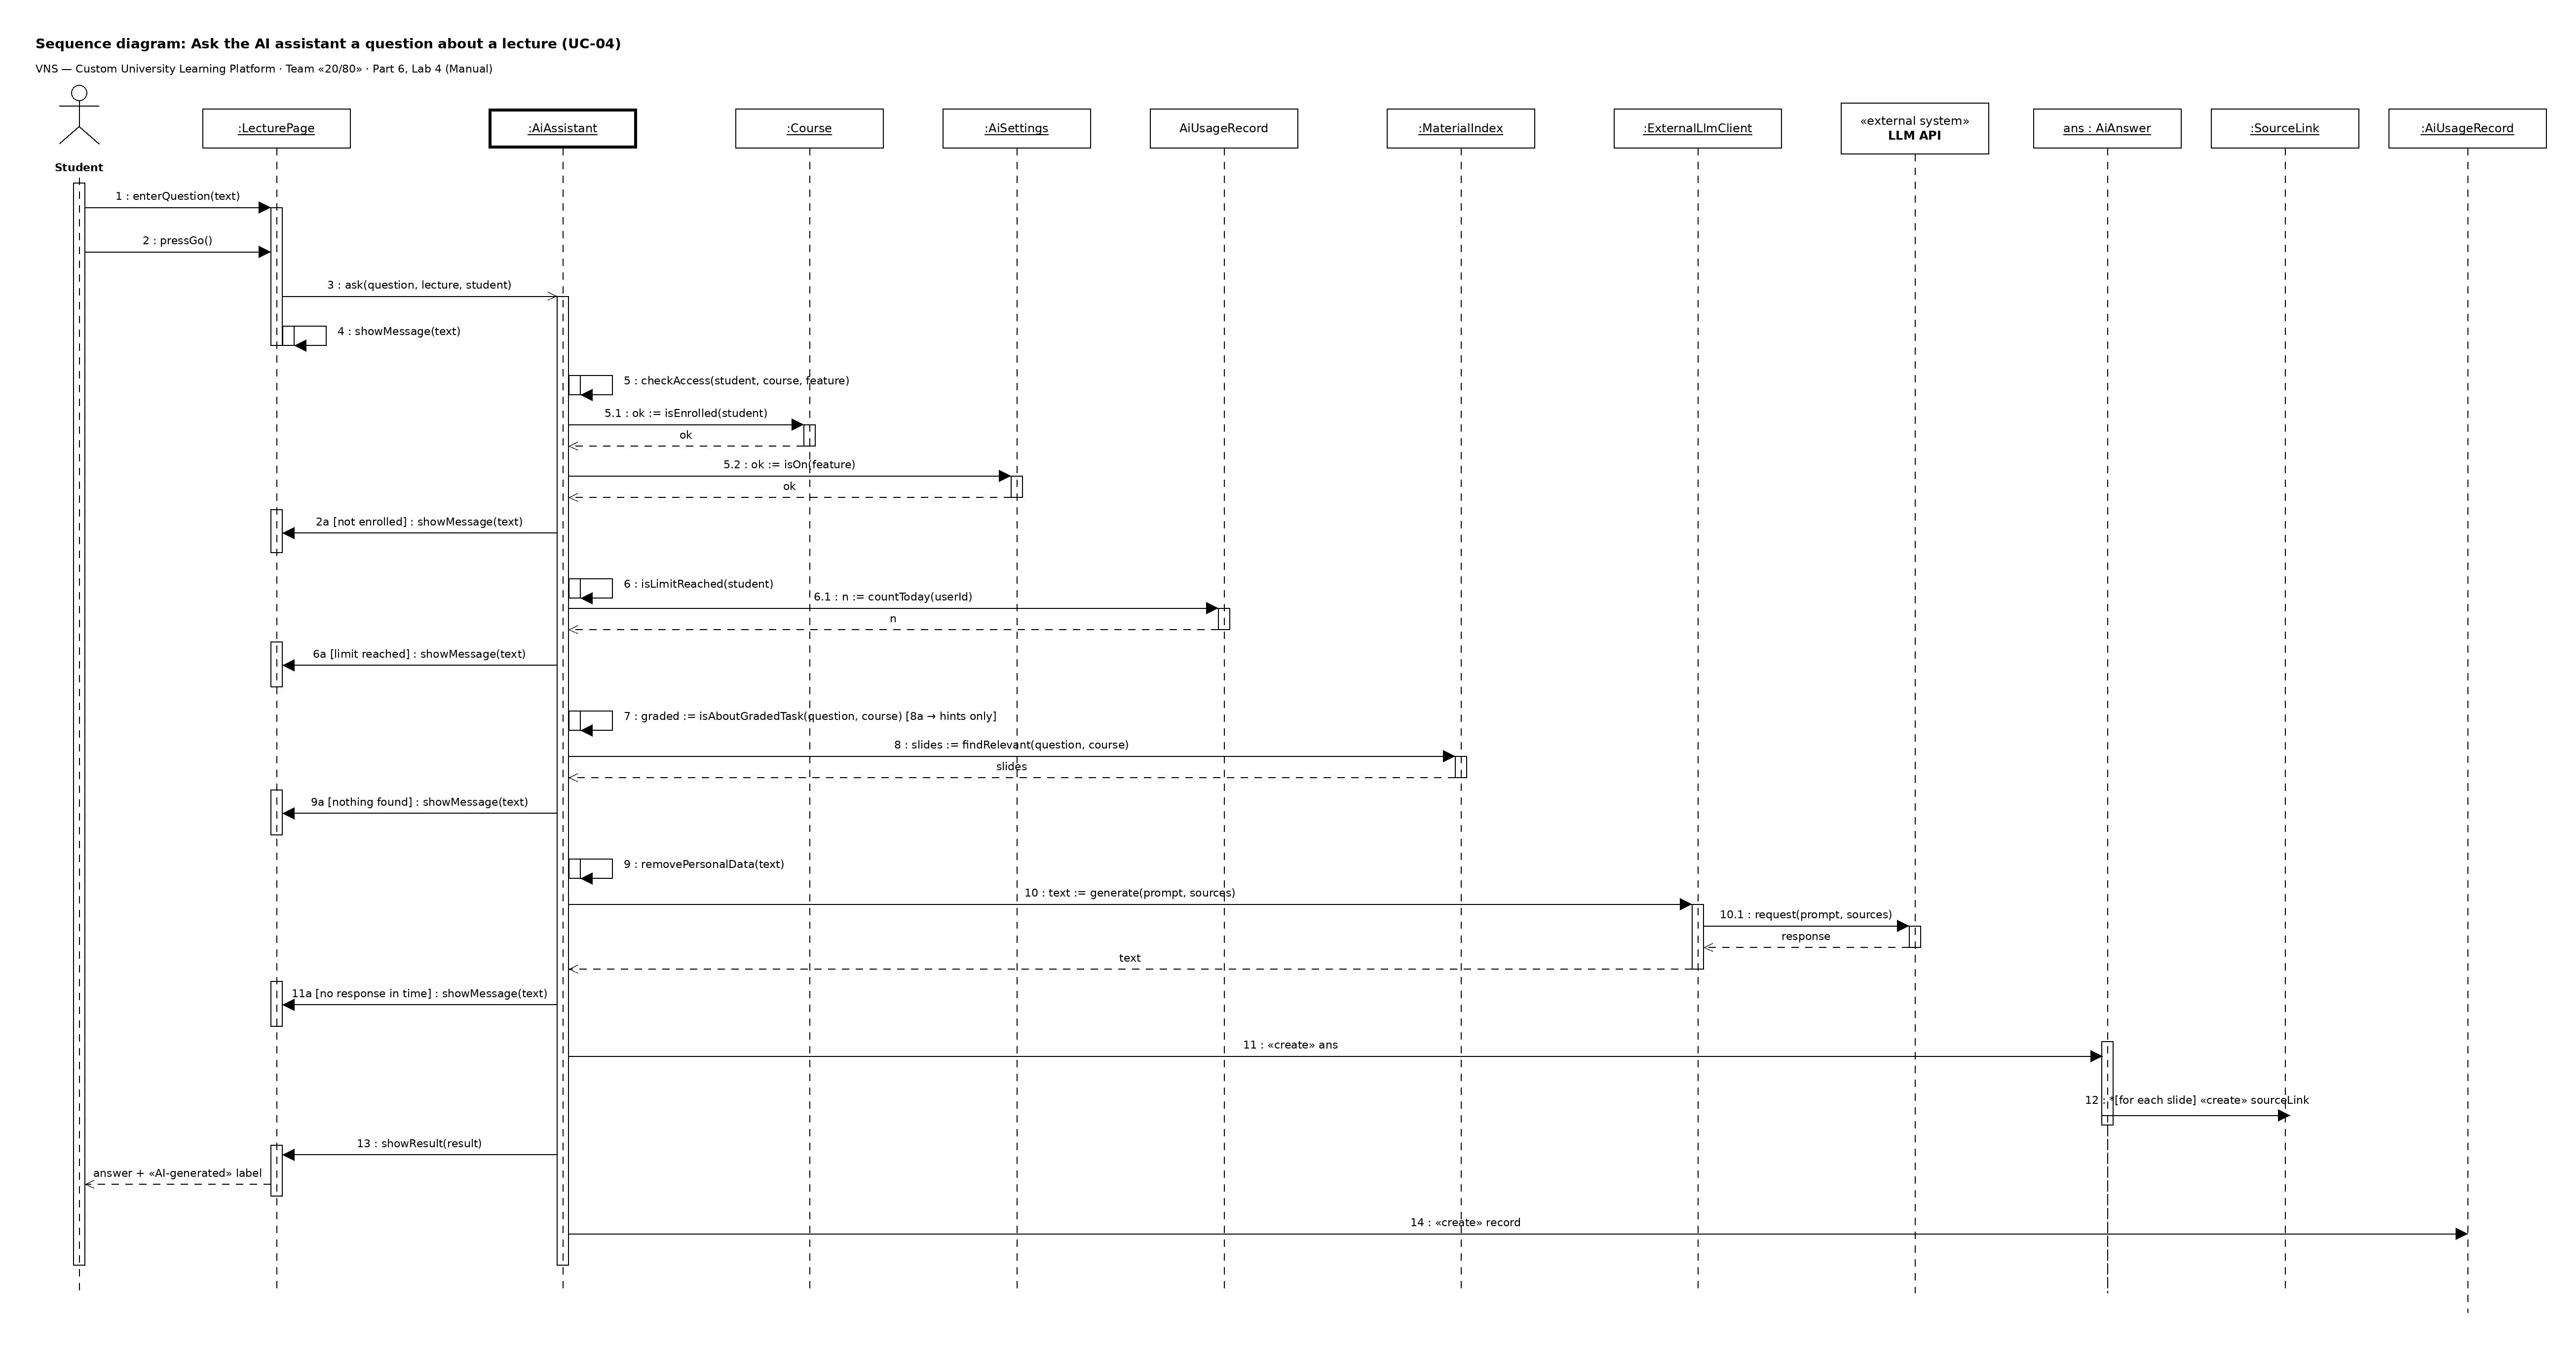 Sequence diagram: Ask the AI assistant a question about a lecture (UC-04)
VNS — Custom University Learning Platform · Team «20/80» · Part 6, Lab 4 (Manual)
Student
:LecturePage
:AiAssistant
:Course
:AiSettings
AiUsageRecord
:MaterialIndex
:ExternalLlmClient
«external system»
LLM API
ans : AiAnswer
:SourceLink
:AiUsageRecord
1 : enterQuestion(text)
2 : pressGo()
3 : ask(question, lecture, student)
4 : showMessage(text)
5 : checkAccess(student, course, feature)
5.1 : ok := isEnrolled(student)
ok
5.2 : ok := isOn(feature)
ok
2a [not enrolled] : showMessage(text)
6 : isLimitReached(student)
6.1 : n := countToday(userId)
n
6a [limit reached] : showMessage(text)
7 : graded := isAboutGradedTask(question, course) [8a → hints only]
8 : slides := findRelevant(question, course)
slides
9a [nothing found] : showMessage(text)
9 : removePersonalData(text)
10 : text := generate(prompt, sources)
10.1 : request(prompt, sources)
response
text
11a [no response in time] : showMessage(text)
11 : «create» ans
12 : *[for each slide] «create» sourceLink
13 : showResult(result)
answer + «AI-generated» label
14 : «create» record